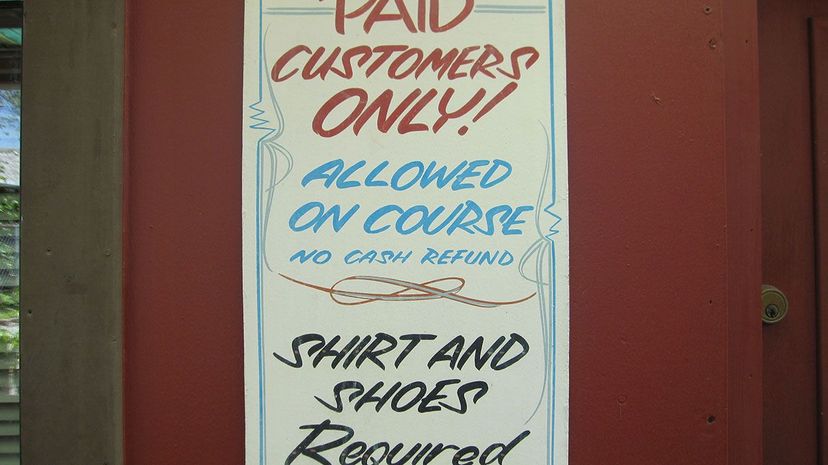 PAID
CUSTOMERS
ONLY!
ALLOWED
ON COURSE
NO CASH REFUND
SHIRT AND
SHOES
Required